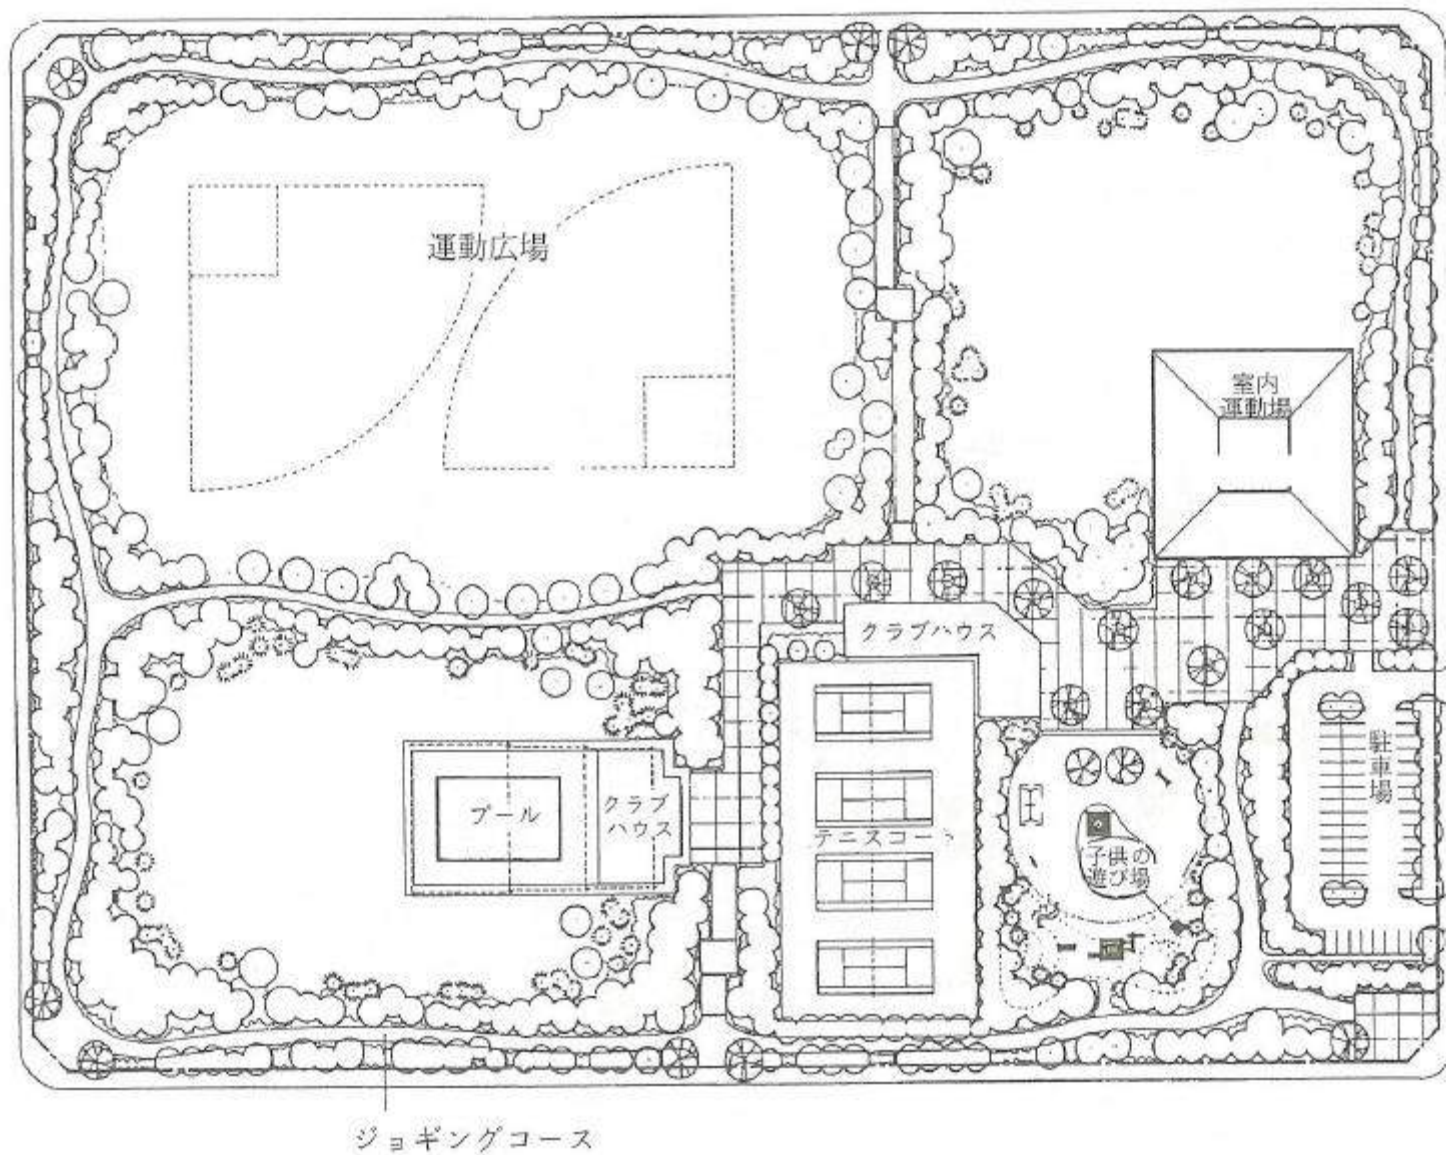 運動広場
室内
運動場
クラブハウス
プール
クラブ
ハウス
テニスコート
駐車場
子供の
遊び場
ジョギングコース